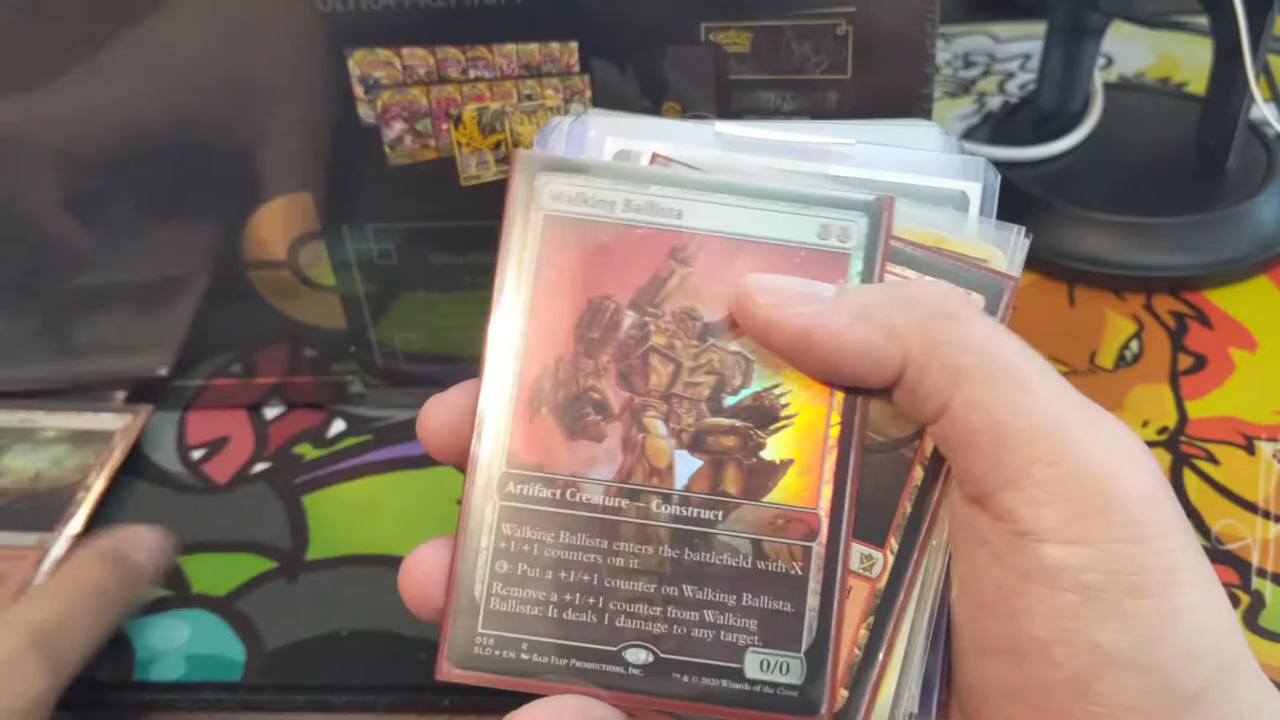 ULTRA-PREMIUM
Walking Ballista
Artifact Creature — Construct
Walking Ballista enters the battlefield with X
+1/+1 counters on it.
④: Put a +1/+1 counter on Walking Ballista.
Remove a +1/+1 counter from Walking
Ballista: It deals 1 damage to any target.
056 R
SLD ★ EN BAD FLIP PRODUCTIONS, INC.
™ & © 2020 Wizards of the Coast
0/0